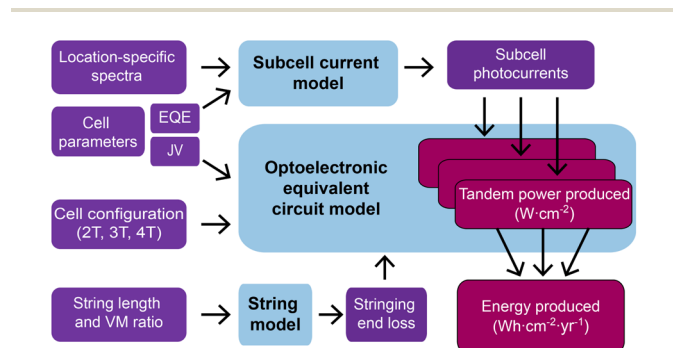 Location-specific
spectra
Subcell current
model
Subcell
photocurrents
Cell
parameters
EQE
JV
Optoelectronic
equivalent
circuit model
Tandem power produced
(W·cm⁻²)
Cell configuration
(2T, 3T, 4T)
String length
and VM ratio
String
model
Stringing
end loss
Energy produced
(Wh·cm⁻²·yr⁻¹)